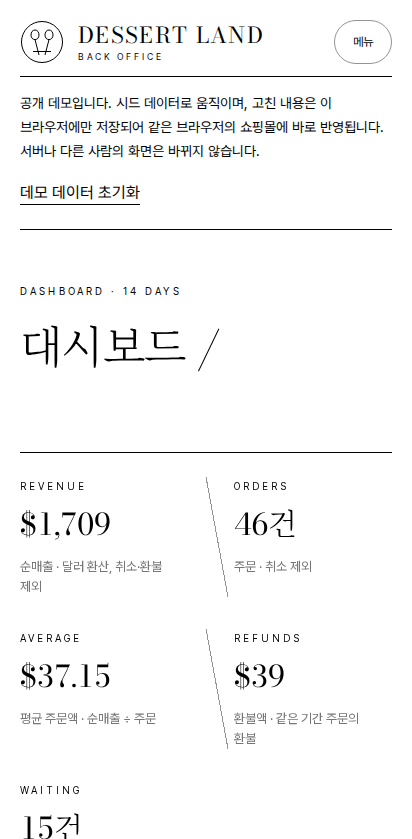 DESSERT LAND
BACK OFFICE
메뉴
공개 데모입니다. 시드 데이터로 움직이며, 고친 내용은 이
브라우저에만 저장되어 같은 브라우저의 쇼핑몰에 바로 반영됩니다.
서버나 다른 사람의 화면은 바뀌지 않습니다.
데모 데이터 초기화
DASHBOARD · 14 DAYS
대시보드 /
REVENUE
$1,709
순매출 · 달러 환산, 취소·환불
제외
ORDERS
46건
주문 · 취소 제외
AVERAGE
$37.15
평균 주문액 · 순매출 ÷ 주문
REFUNDS
$39
환불액 · 같은 기간 주문의
환불
WAITING
15건